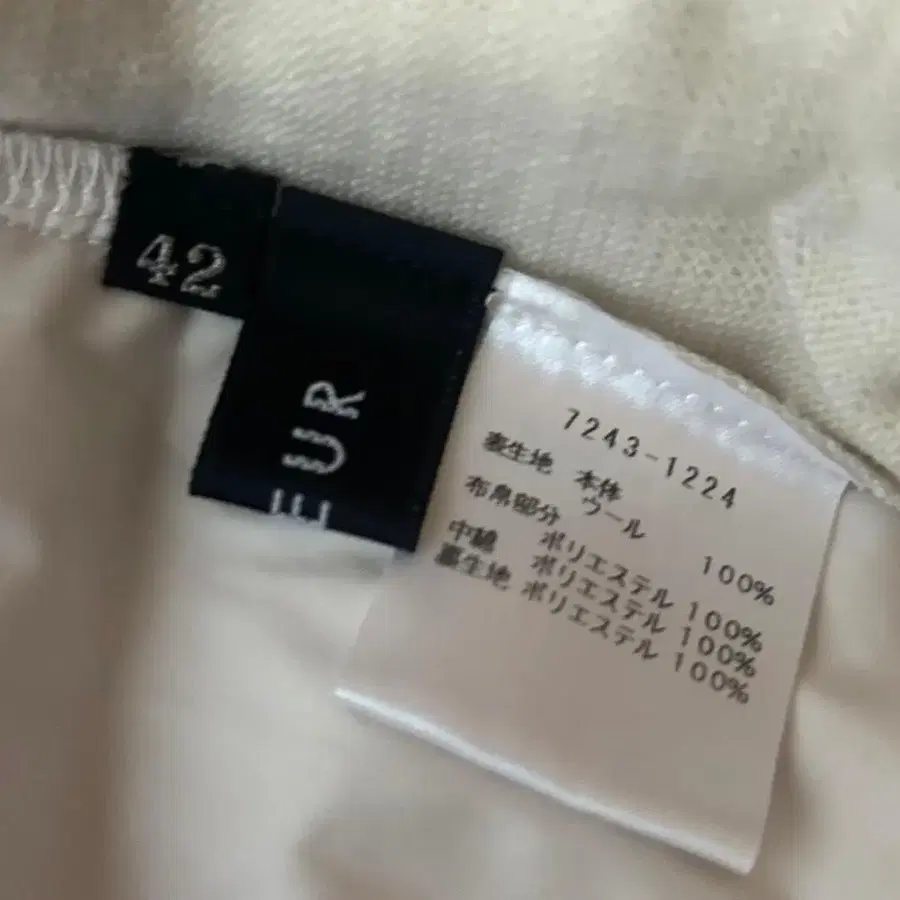 42
EUR
7243-1224
表生地 本体
ウール 100%
布帛部分 ポリエステル 100%
中綿 ポリエステル 100%
裏生地 ポリエステル 100%